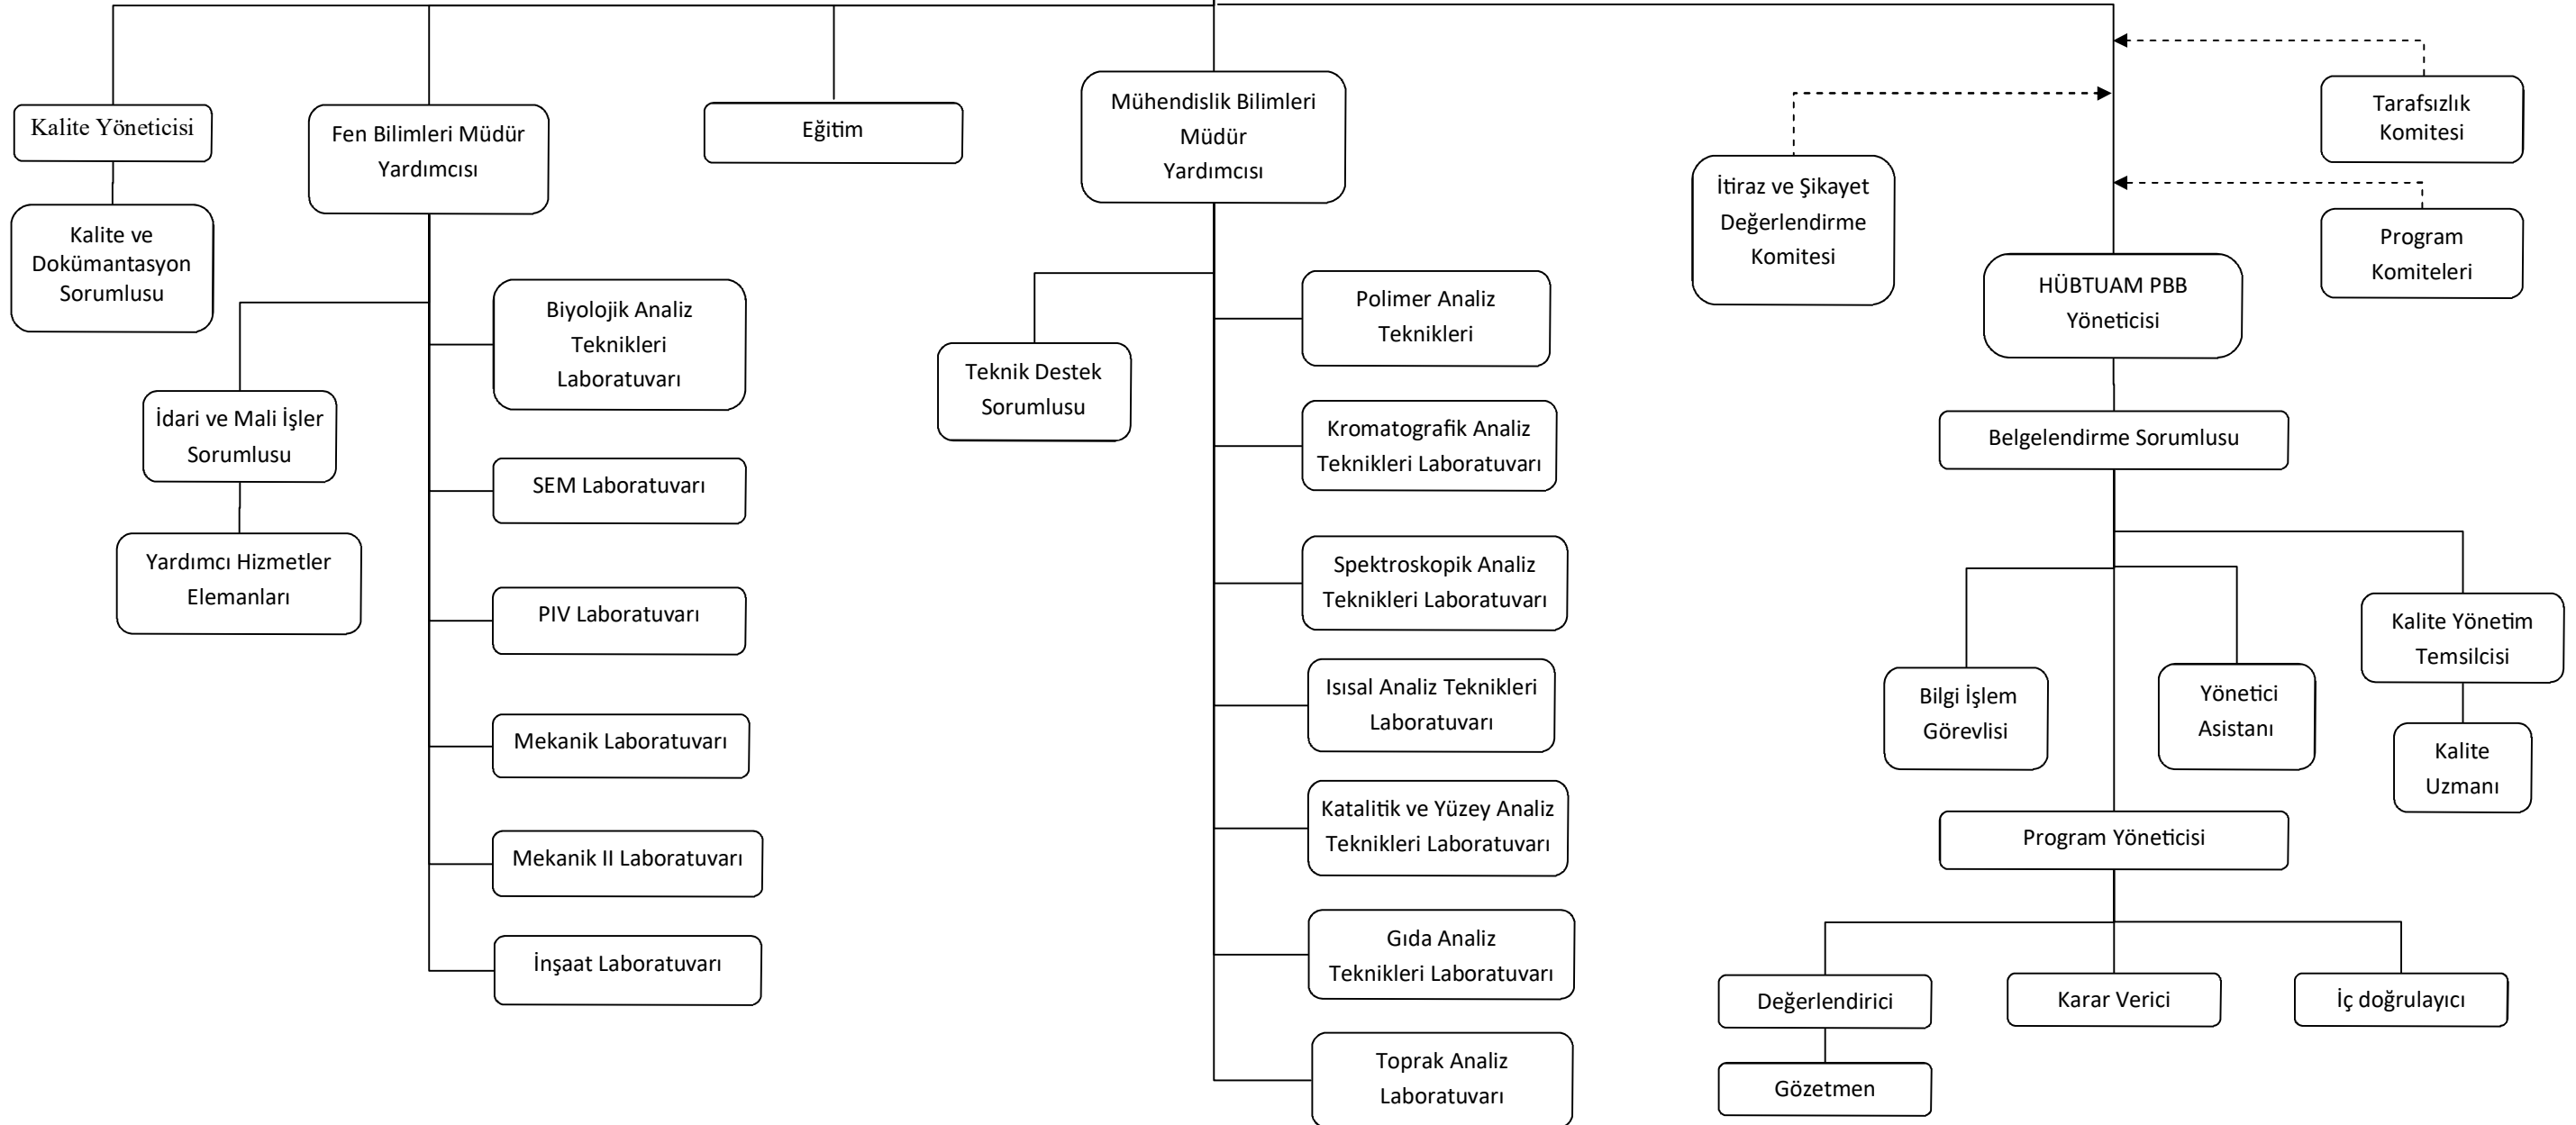 Kalite Yöneticisi
Kalite ve
Dokümantasyon
Sorumlusu
Fen Bilimleri Müdür
Yardımcısı
İdari ve Mali İşler
Sorumlusu
Yardımcı Hizmetler
Elemanları
Biyolojik Analiz
Teknikleri
Laboratuvarı
SEM Laboratuvarı
PIV Laboratuvarı
Mekanik Laboratuvarı
Mekanik II Laboratuvarı
İnşaat Laboratuvarı
Eğitim
Mühendislik Bilimleri
Müdür
Yardımcısı
Teknik Destek
Sorumlusu
Polimer Analiz
Teknikleri
Kromatografik Analiz
Teknikleri Laboratuvarı
Spektroskopik Analiz
Teknikleri Laboratuvarı
Isısal Analiz Teknikleri
Laboratuvarı
Katalitik ve Yüzey Analiz
Teknikleri Laboratuvarı
Gıda Analiz
Teknikleri Laboratuvarı
Toprak Analiz
Laboratuvarı
Tarafsızlık
Komitesi
İtiraz ve Şikayet
Değerlendirme
Komitesi
Program
Komiteleri
HÜBTUAM PBB
Yöneticisi
Belgelendirme Sorumlusu
Bilgi İşlem
Görevlisi
Yönetici
Asistanı
Kalite Yönetim
Temsilcisi
Kalite
Uzmanı
Program Yöneticisi
Değerlendirici
Gözetmen
Karar Verici
İç doğrulayıcı